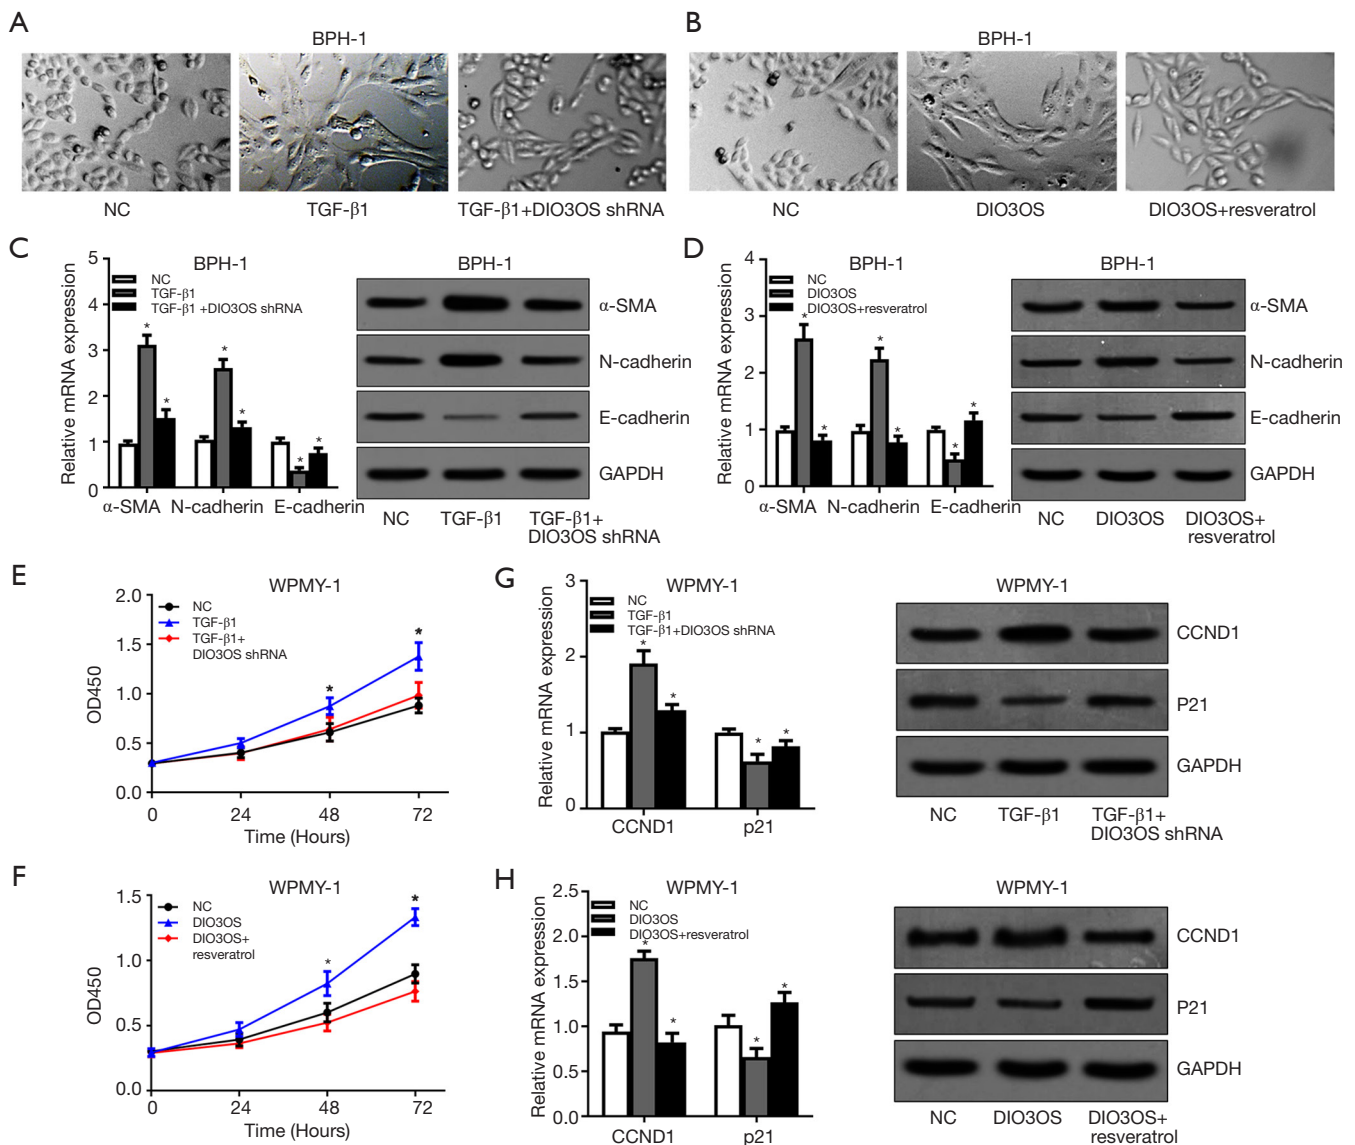 A
BPH-1
NC
TGF-β1
TGF-β1+DIO3OS shRNA
B
BPH-1
NC
DIO3OS
DIO3OS+resveratrol
C
BPH-1
Relative mRNA expression
5
4
3
2
1
0
NC
TGF-β1
TGF-β1 +DIO3OS shRNA
* * * * * *
α-SMA N-cadherin E-cadherin
BPH-1
α-SMA
N-cadherin
E-cadherin
GAPDH
NC TGF-β1 TGF-β1+
DIO3OS shRNA
D
BPH-1
Relative mRNA expression
4
3
2
1
0
NC
DIO3OS
DIO3OS+resveratrol
* * * * * *
α-SMA N-cadherin E-cadherin
BPH-1
α-SMA
N-cadherin
E-cadherin
GAPDH
NC DIO3OS DIO3OS+
resveratrol
E
WPMY-1
OD450
2.0
1.5
1.0
0.5
0.0
NC
TGF-β1
TGF-β1+
DIO3OS shRNA
* *
0 24 48 72
Time (Hours)
G
WPMY-1
Relative mRNA expression
3
2
1
0
NC
TGF-β1
TGF-β1+DIO3OS shRNA
* * * *
CCND1 p21
WPMY-1
CCND1
P21
GAPDH
NC TGF-β1 TGF-β1+
DIO3OS shRNA
F
WPMY-1
OD450
1.5
1.0
0.5
0.0
NC
DIO3OS
DIO3OS+
resveratrol
* *
0 24 48 72
Time (Hours)
H
WPMY-1
Relative mRNA expression
2.5
2.0
1.5
1.0
0.5
0.0
NC
DIO3OS
DIO3OS+resveratrol
* * * *
CCND1 p21
WPMY-1
CCND1
P21
GAPDH
NC DIO3OS DIO3OS+
resveratrol